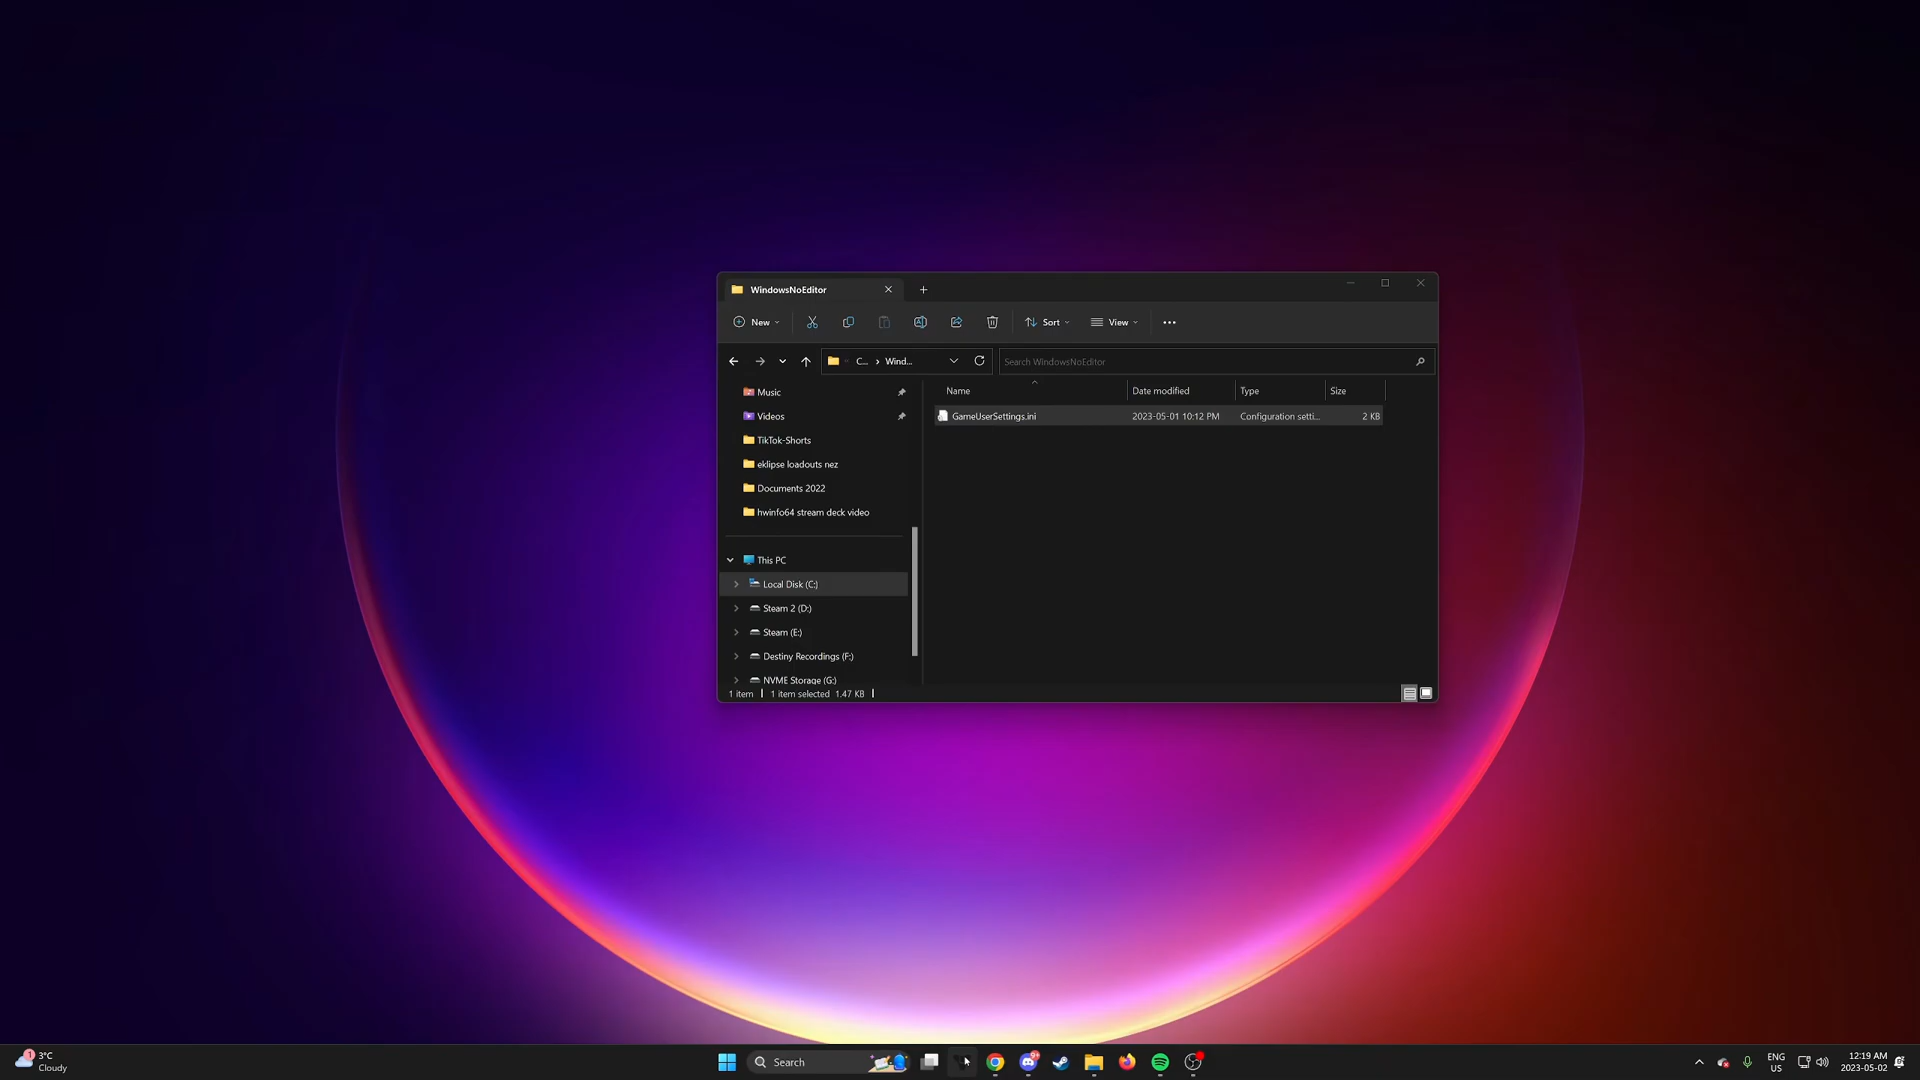 WindowsNoEditor
New
Sort
View
C... > Wind...
Search WindowsNoEditor
Name Date modified Type Size
GameUserSettings.ini 2023-05-01 10:12 PM Configuration setti... 2 KB
Music
Videos
TikTok-Shorts
eklipse loadouts nez
Documents 2022
hwinfo64 stream deck video
This PC
Local Disk (C:)
Steam 2 (D:)
Steam (E:)
Destiny Recordings (F:)
NVME Storage (G:)
1 item 1 item selected 1.47 KB
1
3°C
Cloudy
Search
9+
ENG
US
12:19 AM
2023-05-02